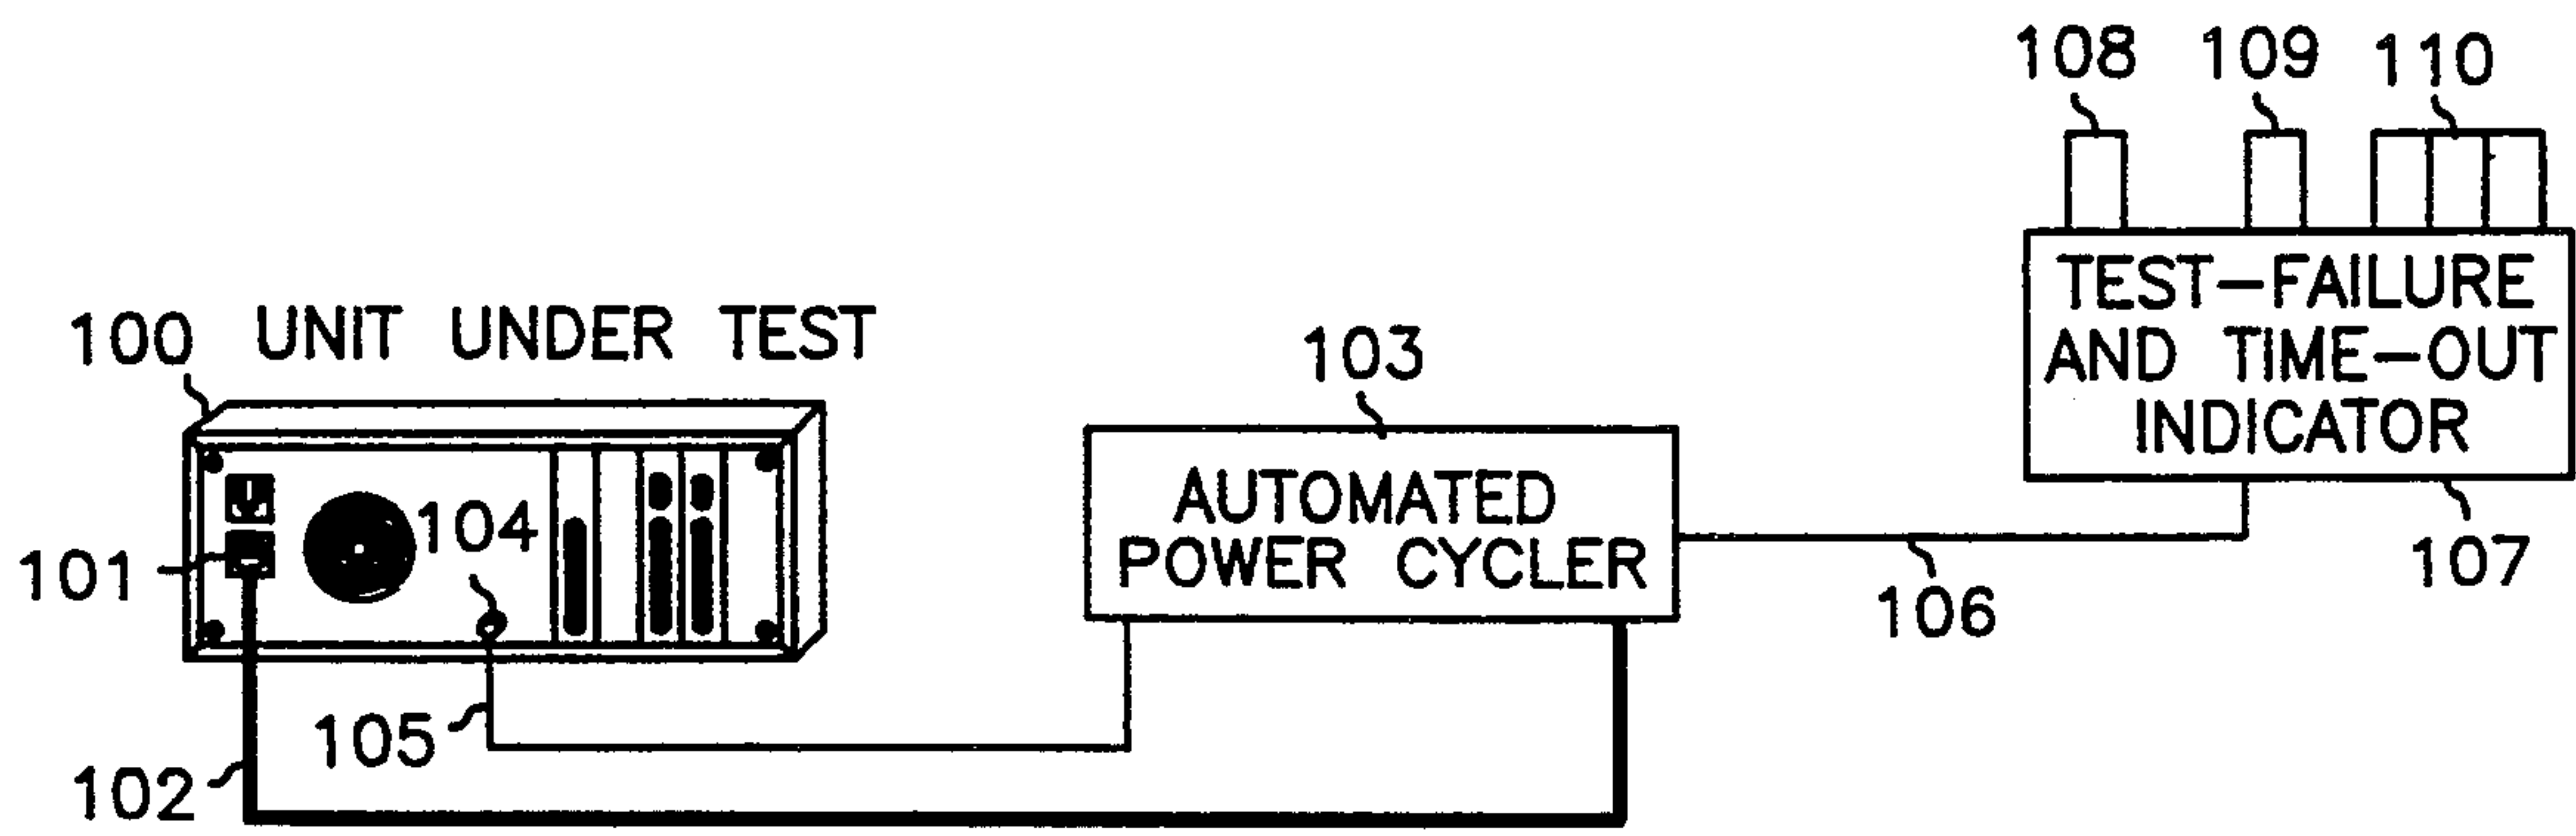 108 109 110
TEST-FAILURE
AND TIME-OUT
INDICATOR
100 UNIT UNDER TEST
103
AUTOMATED
POWER CYCLER
104
101
107
106
105
102